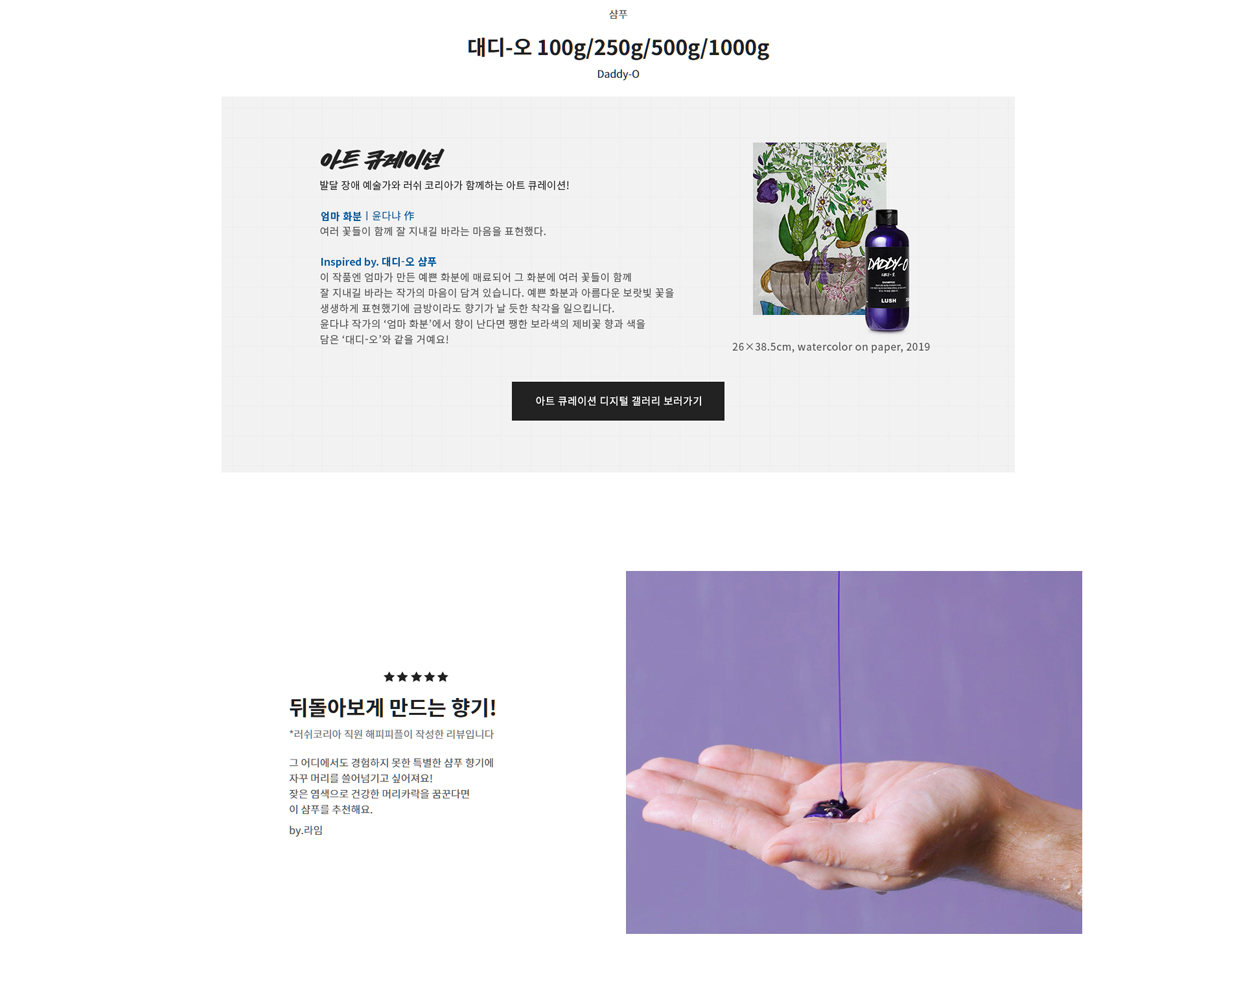 샴푸
대디-오 100g/250g/500g/1000g
Daddy-O
아트 큐레이션
발달 장애 예술가와 러쉬 코리아가 함께하는 아트 큐레이션!
엄마 화분ㅣ윤다냐 作
여러 꽃들이 함께 잘 지내길 바라는 마음을 표현했다.
Inspired by. 대디-오 샴푸
이 작품엔 엄마가 만든 예쁜 화분에 매료되어 그 화분에 여러 꽃들이 함께
잘 지내길 바라는 작가의 마음이 담겨 있습니다. 예쁜 화분과 아름다운 보랏빛 꽃을
생생하게 표현했기에 금방이라도 향기가 날 듯한 착각을 일으킵니다.
윤다냐 작가의 ‘엄마 화분’에서 향이 난다면 쨍한 보라색의 제비꽃 향과 색을
담은 ‘대디-오’와 같을 거예요!
DADDY-O
LUSH
26×38.5cm, watercolor on paper, 2019
아트 큐레이션 디지털 갤러리 보러가기
★★★★★
뒤돌아보게 만드는 향기!
*러쉬코리아 직원 해피피플이 작성한 리뷰입니다
그 어디에서도 경험하지 못한 특별한 샴푸 향기에
자꾸 머리를 쓸어넘기고 싶어져요!
잦은 염색으로 건강한 머리카락을 꿈꾼다면
이 샴푸를 추천해요.
by.라임